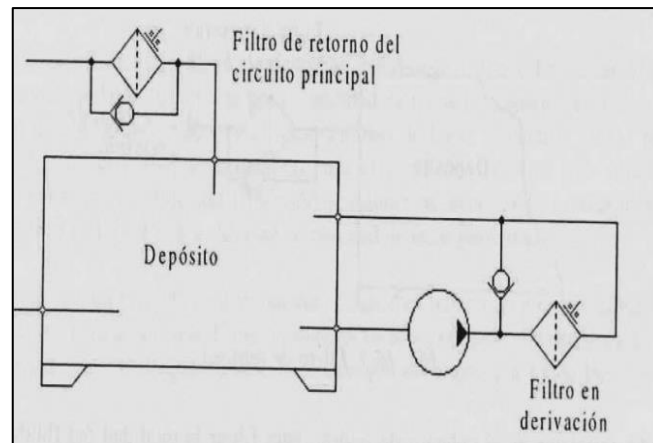 Filtro de retorno del
circuito principal
Depósito
Filtro en
derivación